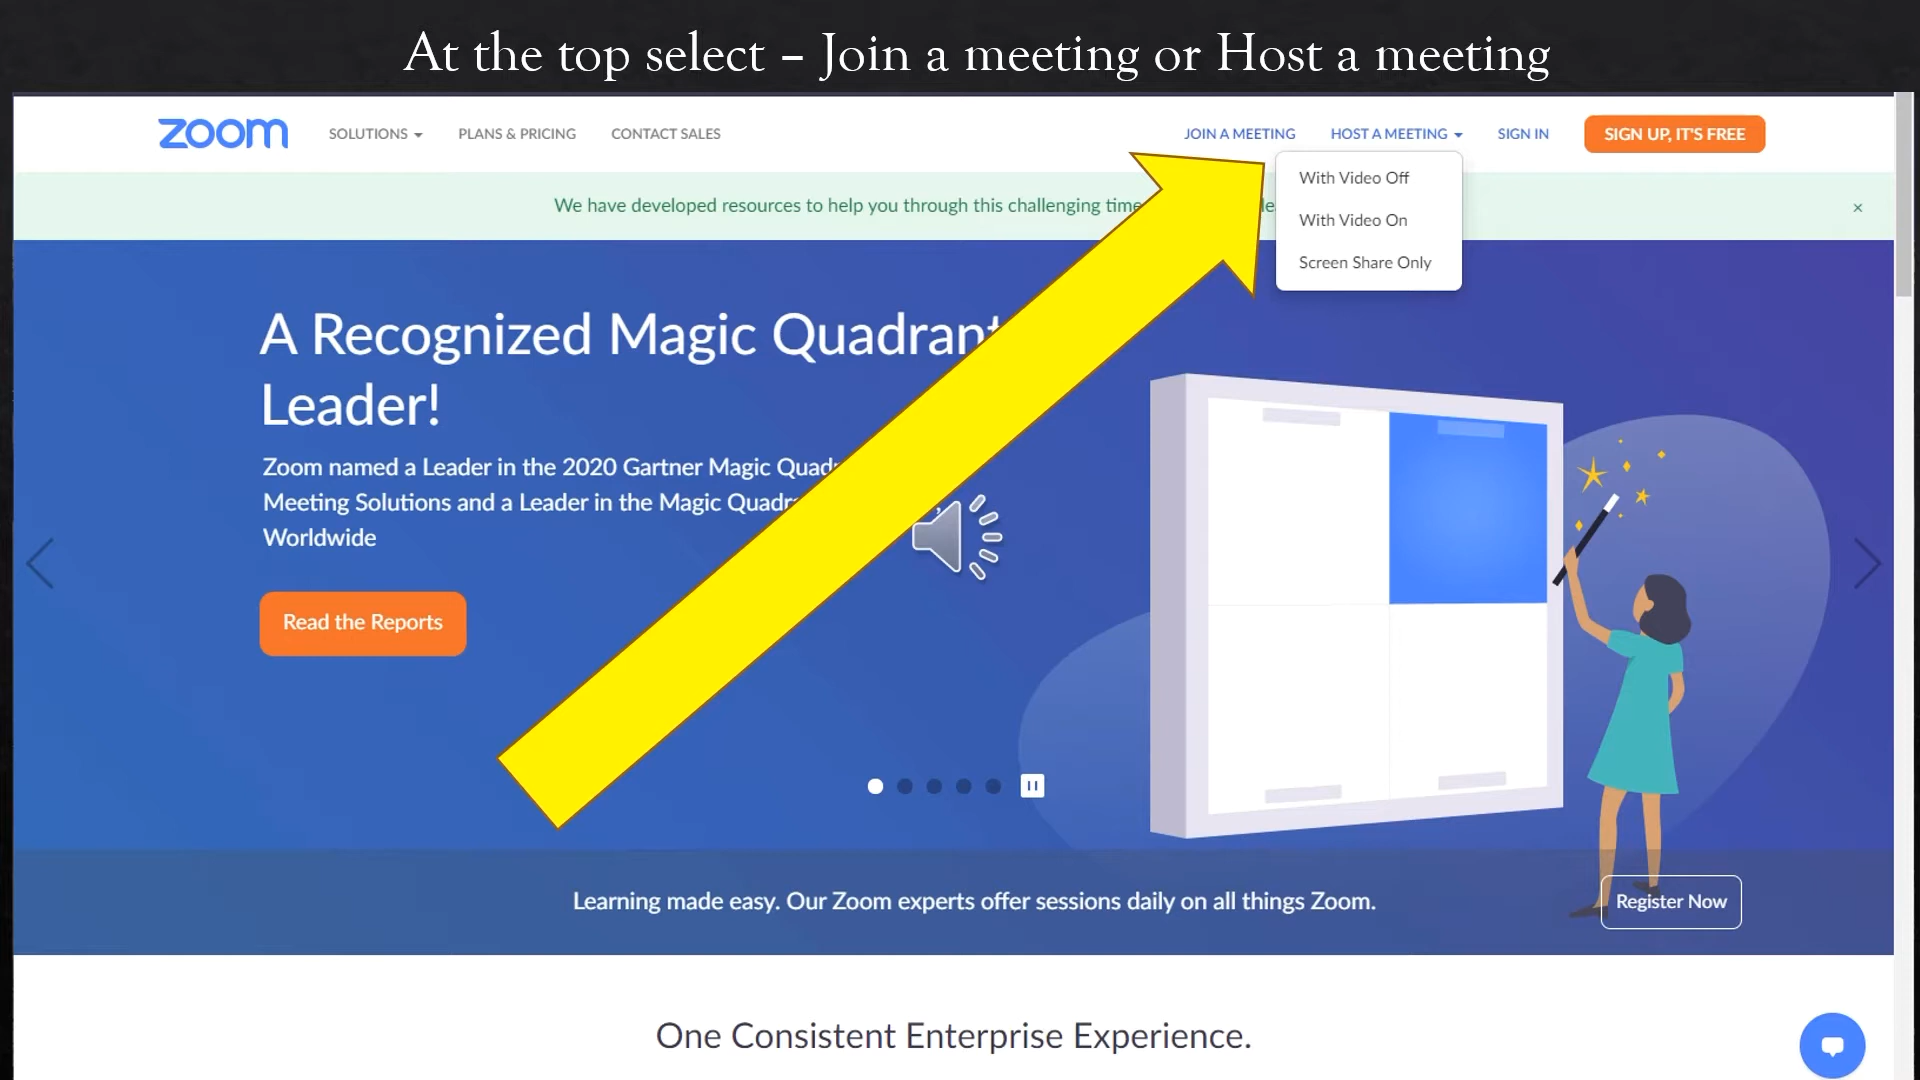 At the top select – Join a meeting or Host a meeting
zoom SOLUTIONS PLANS & PRICING CONTACT SALES JOIN A MEETING HOST A MEETING SIGN IN SIGN UP, IT'S FREE
With Video Off
We have developed resources to help you through this challenging time
With Video On
Screen Share Only
A Recognized Magic Quadrant
Leader!
Zoom named a Leader in the 2020 Gartner Magic
Meeting Solutions and a Leader in the Magic
Worldwide
Read the Reports
Learning made easy. Our Zoom experts offer sessions daily on all things Zoom. Register Now
One Consistent Enterprise Experience.